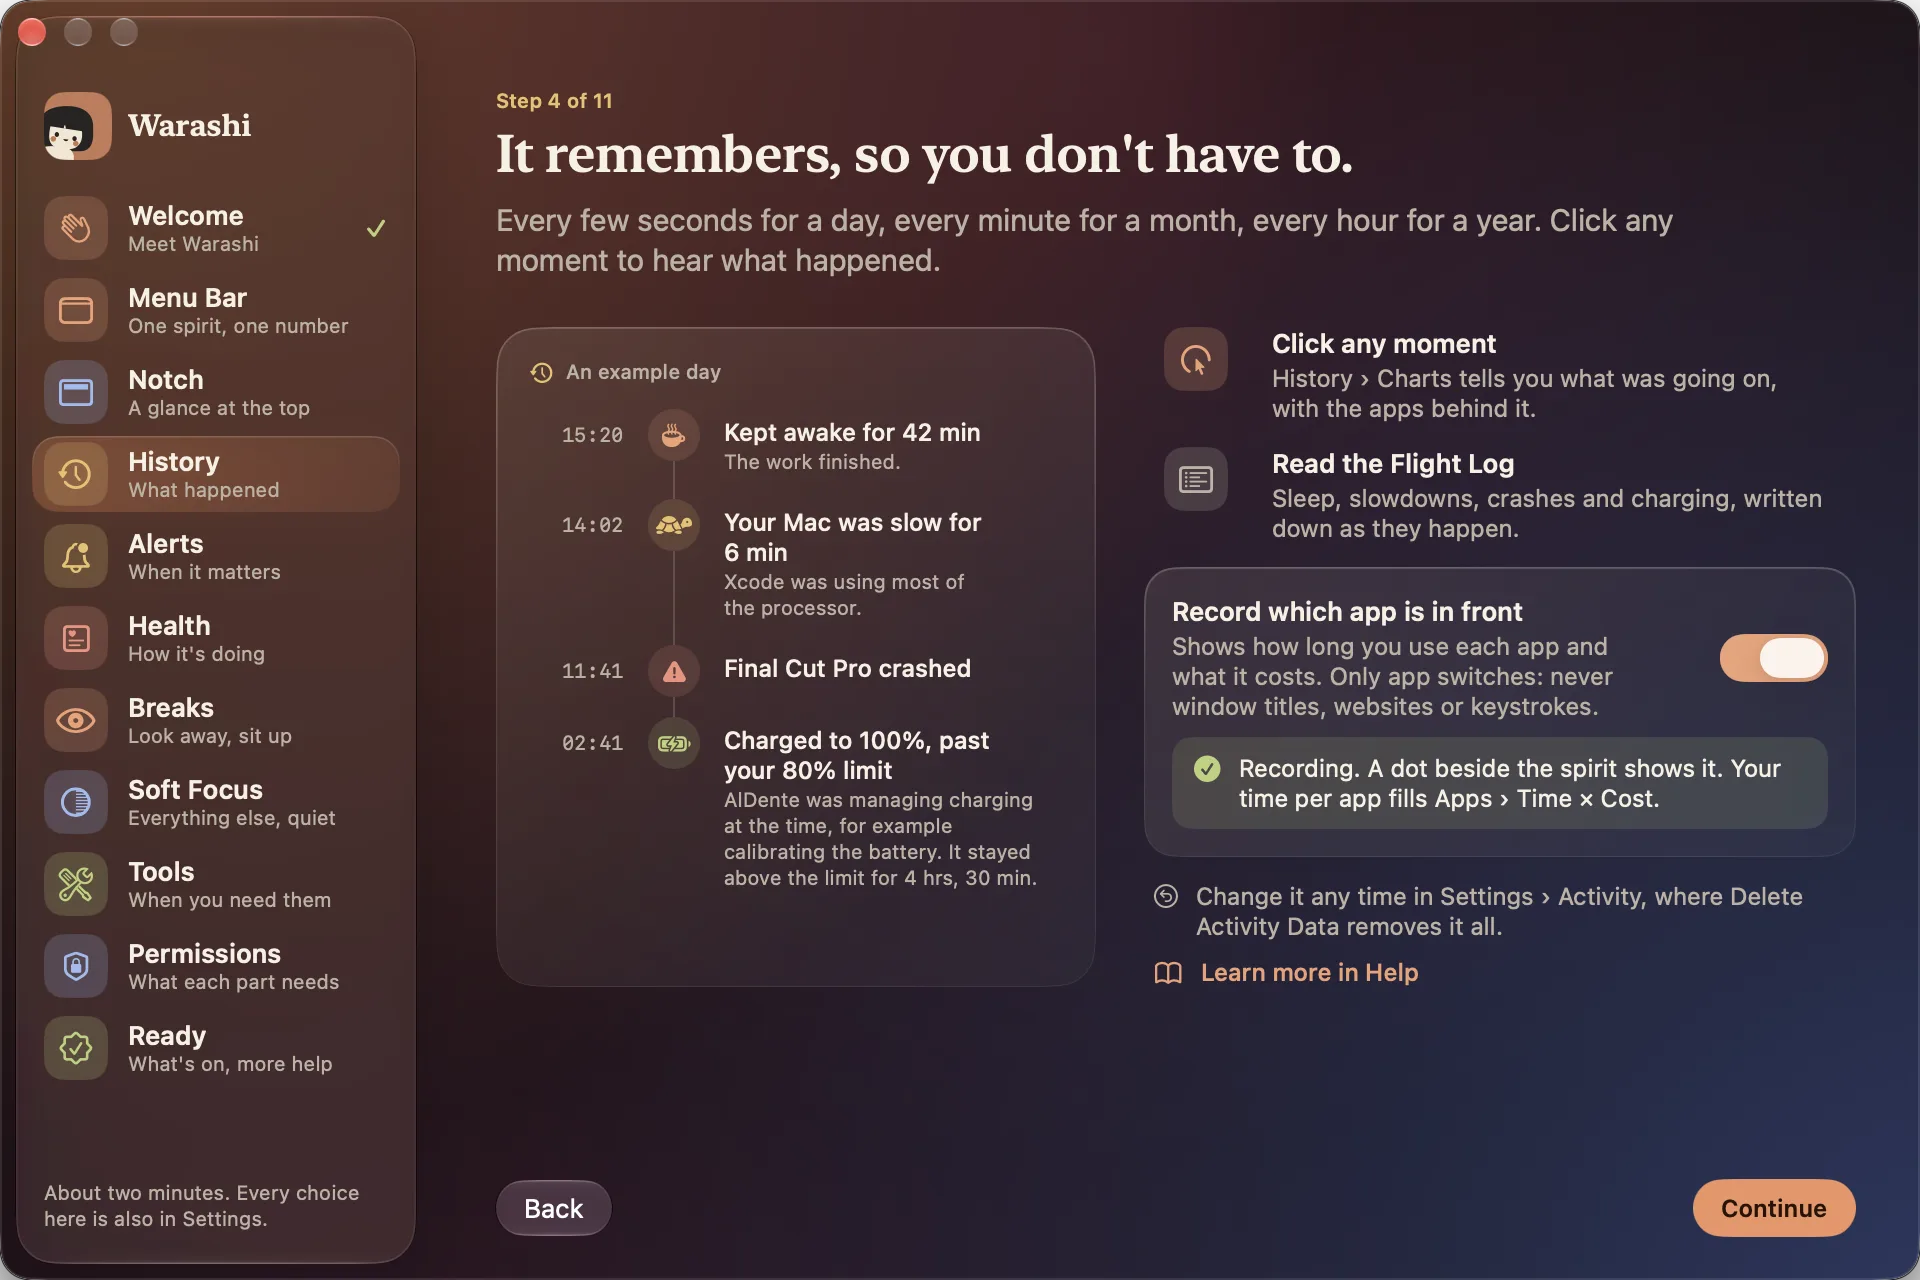 Warashi
Welcome
Meet Warashi
Menu Bar
One spirit, one number
Notch
A glance at the top
History
What happened
Alerts
When it matters
Health
How it's doing
Breaks
Look away, sit up
Soft Focus
Everything else, quiet
Tools
When you need them
Permissions
What each part needs
Ready
What's on, more help
About two minutes. Every choice
here is also in Settings.
Step 4 of 11
It remembers, so you don't have to.
Every few seconds for a day, every minute for a month, every hour for a year. Click any
moment to hear what happened.
An example day
15:20
Kept awake for 42 min
The work finished.
14:02
Your Mac was slow for
6 min
Xcode was using most of
the processor.
11:41
Final Cut Pro crashed
02:41
Charged to 100%, past
your 80% limit
AlDente was managing charging
at the time, for example
calibrating the battery. It stayed
above the limit for 4 hrs, 30 min.
Click any moment
History › Charts tells you what was going on,
with the apps behind it.
Read the Flight Log
Sleep, slowdowns, crashes and charging, written
down as they happen.
Record which app is in front
Shows how long you use each app and
what it costs. Only app switches: never
window titles, websites or keystrokes.
Recording. A dot beside the spirit shows it. Your
time per app fills Apps › Time × Cost.
Change it any time in Settings › Activity, where Delete
Activity Data removes it all.
Learn more in Help
Back
Continue